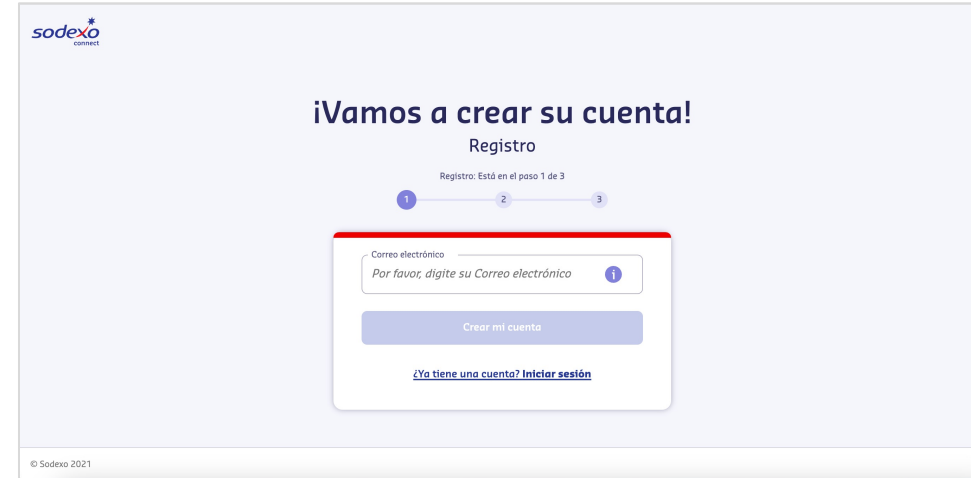 sodexo
connect
¡Vamos a crear su cuenta!
Registro
Registro: Está en el paso 1 de 3
1 2 3
Correo electrónico
Por favor, digite su Correo electrónico i
Crear mi cuenta
¿Ya tiene una cuenta? Iniciar sesión
© Sodexo 2021